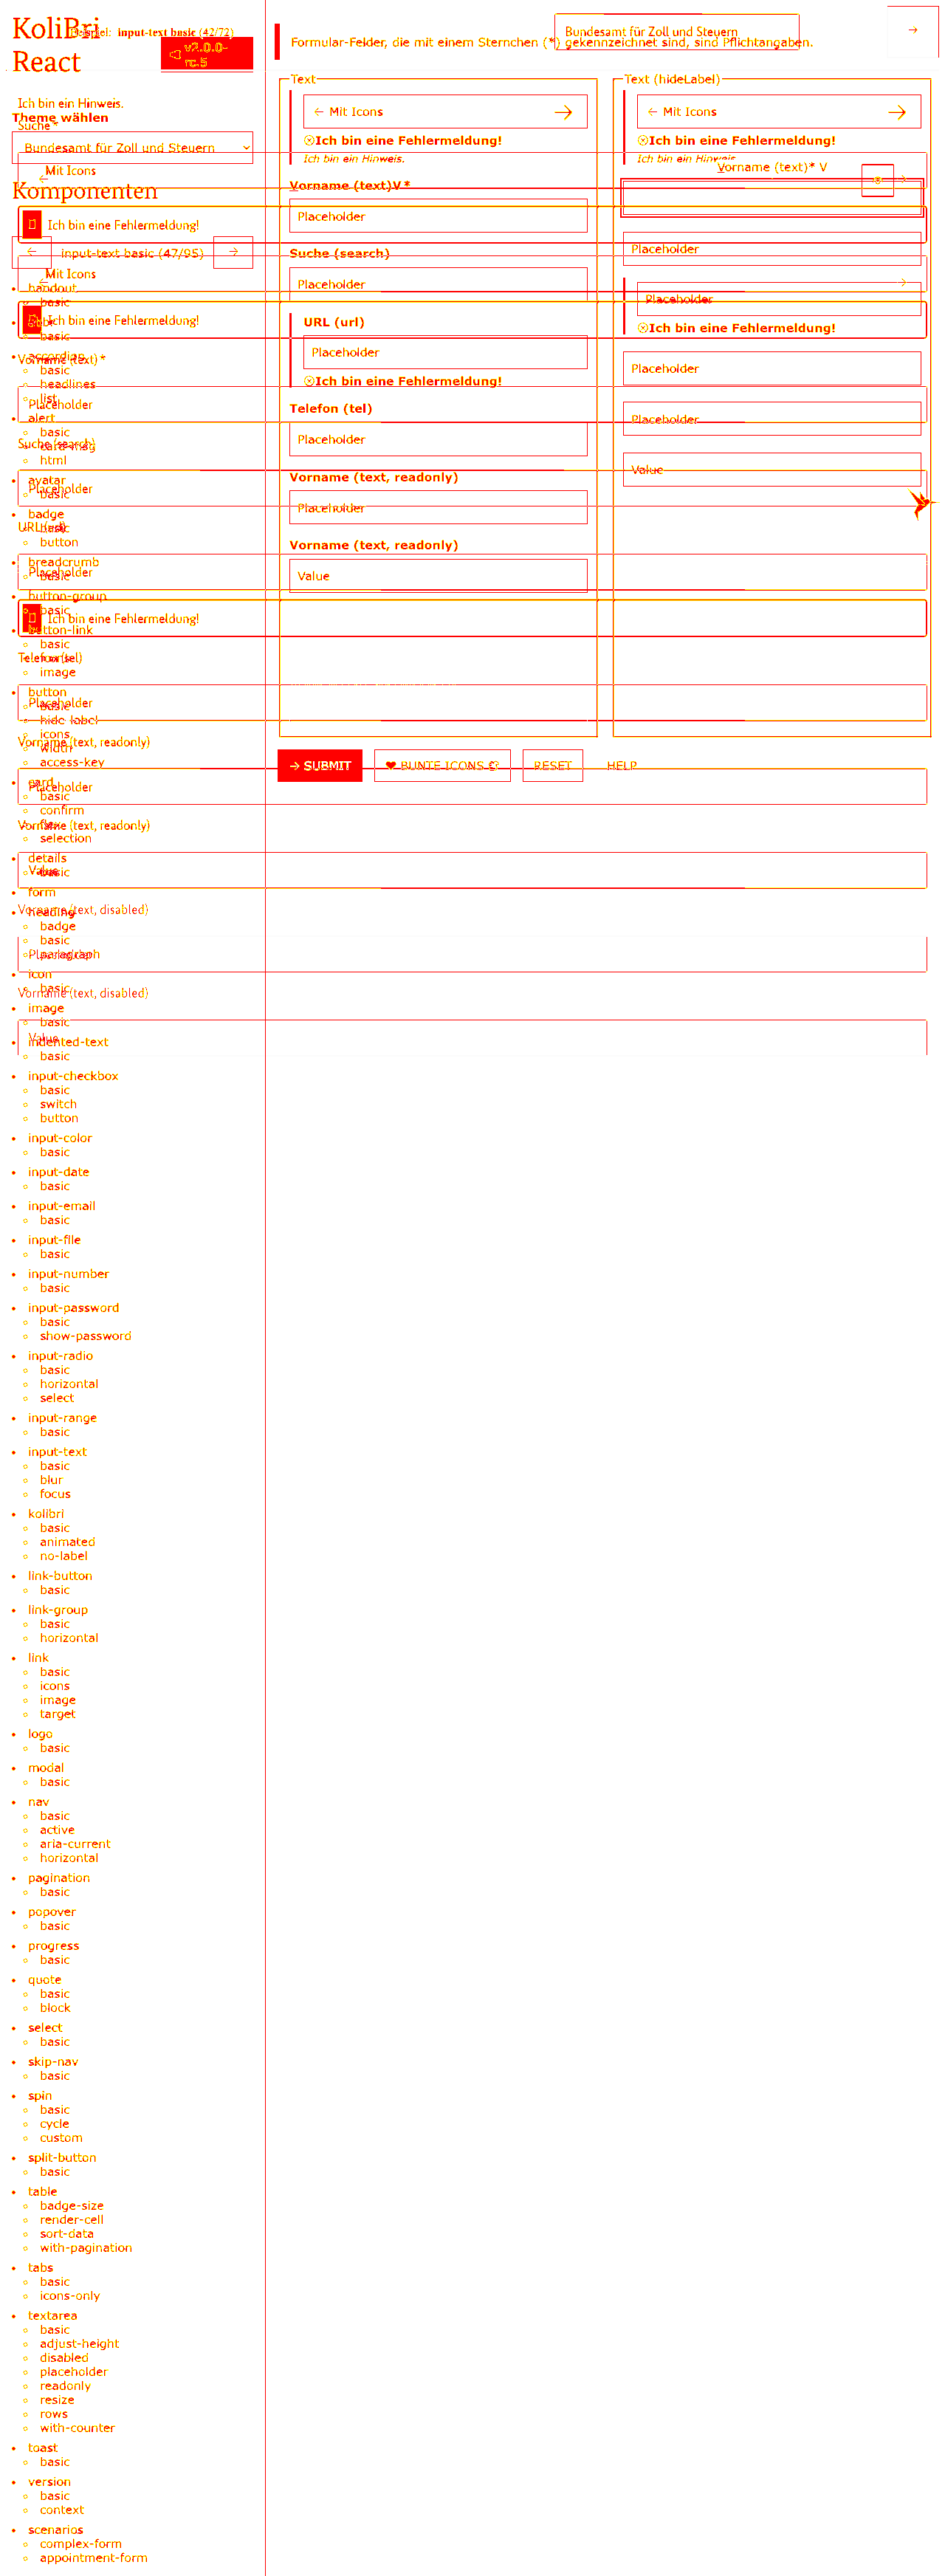 KoliBri
React
input-text basic (42/72)
v2.0.0-
rc.5
Bundesamt für Zoll und Steuern
→
Formular-Felder, die mit einem Sternchen (*) gekennzeichnet sind, sind Pflichtangaben.
Ich bin ein Hinweis.
Theme wählen
Suche *
Bundesamt für Zoll und Steuern
Mit Icons
Komponenten
Ich bin eine Fehlermeldung!
← input-text basic (47/95) →
Mit Icons
handout
basic
Ich bin eine Fehlermeldung!
basic
accordion
Vorname (text) *
basic
headlines
list
Placeholder
alert
basic
Suche (search)
card-msg
html
avatar
Placeholder
basic
badge
URL (url)
basic
button
breadcrumb
Placeholder
basic
button-group
basic
Ich bin eine Fehlermeldung!
button-link
basic
Telefon (tel)
image
button
Placeholder
basic
hide-label
icons
Vorname (text, readonly)
width
access-key
card
Placeholder
basic
confirm
Vorname (text, readonly)
selection
details
Value
basic
form
Vorname (text, disabled)
heading
badge
basic
Placeholder
paragraph
icon
basic
Vorname (text, disabled)
image
basic
Value
indented-text
basic
input-checkbox
basic
switch
button
input-color
basic
input-date
basic
input-email
basic
input-file
basic
input-number
basic
input-password
basic
show-password
input-radio
basic
horizontal
select
input-range
basic
input-text
basic
blur
focus
kolibri
basic
animated
no-label
link-button
basic
link-group
basic
horizontal
link
basic
icons
image
target
logo
basic
modal
basic
nav
basic
active
aria-current
horizontal
pagination
basic
popover
basic
progress
basic
quote
basic
block
select
basic
skip-nav
basic
spin
basic
cycle
custom
split-button
basic
table
badge-size
render-cell
sort-data
with-pagination
tabs
basic
icons-only
textarea
basic
adjust-height
disabled
placeholder
readonly
resize
rows
with-counter
toast
basic
version
basic
context
scenarios
complex-form
appointment-form
Text
← Mit Icons →
Ich bin eine Fehlermeldung!
Ich bin ein Hinweis.
Vorname (text)V *
Placeholder
Suche (search)
Placeholder
URL (url)
Placeholder
Ich bin eine Fehlermeldung!
Telefon (tel)
Placeholder
Vorname (text, readonly)
Placeholder
Vorname (text, readonly)
Value
Text (hideLabel)
← Mit Icons →
Ich bin eine Fehlermeldung!
Ich bin ein Hinweis.
Vorname (text)* V
Placeholder
Placeholder
Ich bin eine Fehlermeldung!
Placeholder
Placeholder
Value
→ SUBMIT
BUNTE ICONS
RESET
HELP